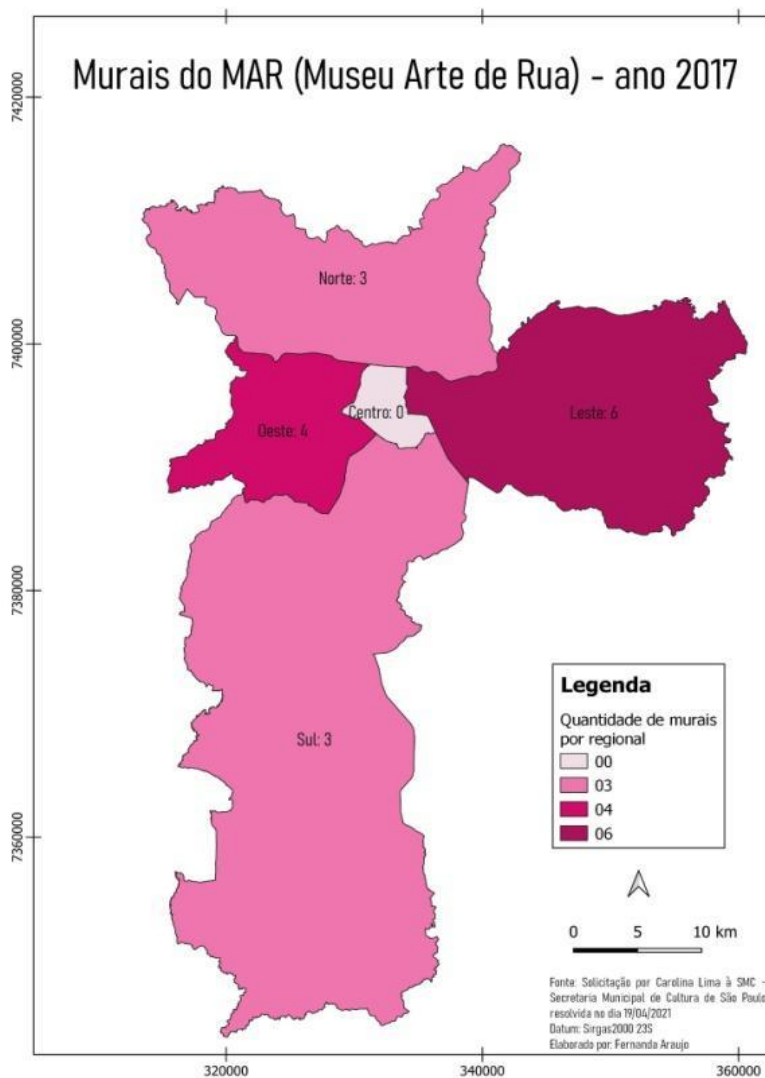 Murais do MAR (Museu Arte de Rua) - ano 2017
7420000
Norte: 3
7400000
Centro: 0
Oeste: 4
Leste: 6
7380000
Legenda
Quantidade de murais
por regional
00
03
04
06
Sul: 3
7360000
0 5 10 km
Fonte: Solicitação por Carolina Lima à SMC -
Secretaria Municipal de Cultura de São Paulo
resolvida no dia 19/04/2021
Datum: Sirgas2000 23S
Elaborado por: Fernanda Araujo
320000 340000 360000